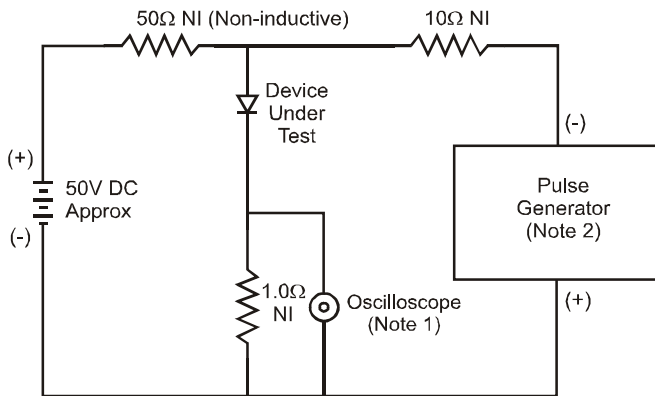 50Ω NI (Non-inductive)
10Ω NI
Device
Under
Test
(+)
50V DC
Approx
(-)
(-)
Pulse
Generator
(Note 2)
(+)
1.0Ω
NI
Oscilloscope
(Note 1)